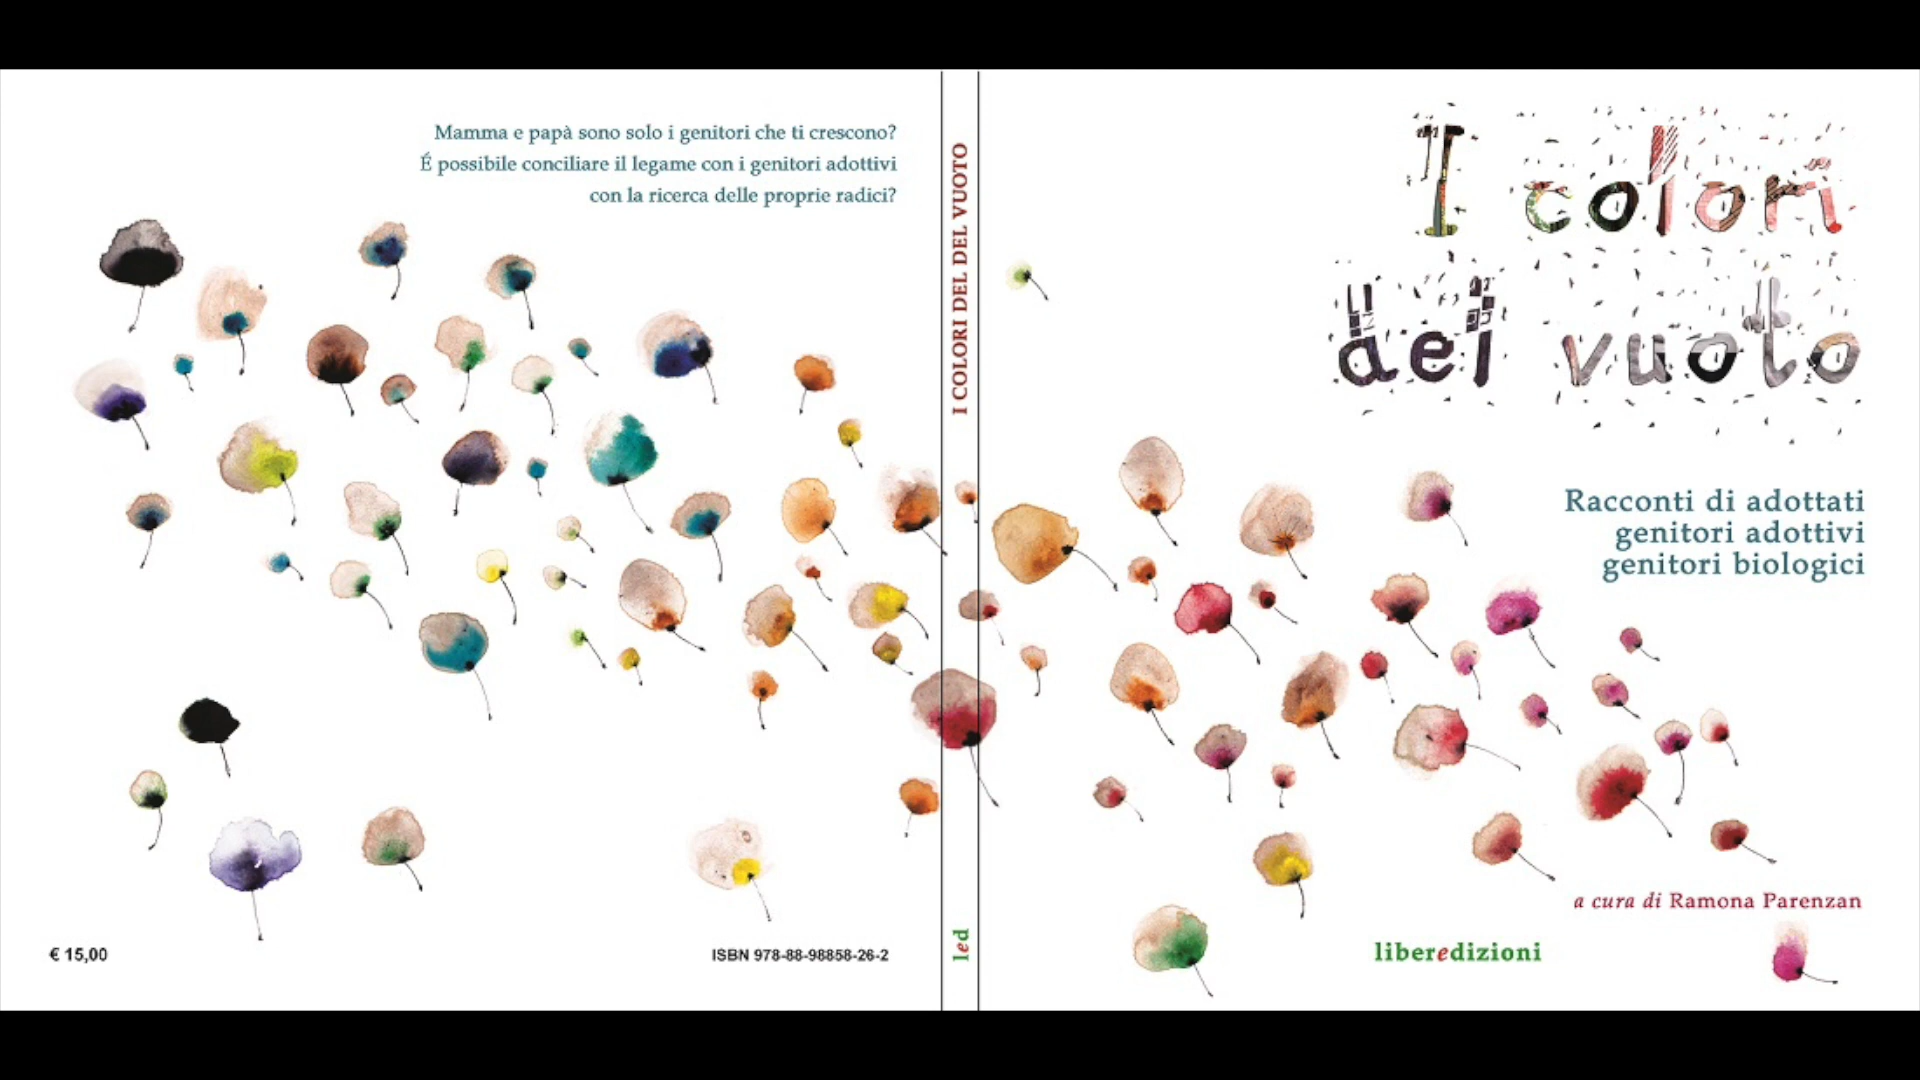 Mamma e papà sono solo i genitori che ti crescono?
É possibile conciliare il legame con i genitori adottivi
con la ricerca delle proprie radici?
€ 15,00
ISBN 978-88-98858-26-2
I COLORI DEL DEL VUOTO
led
I colori
del vuoto
Racconti di adottati
genitori adottivi
genitori biologici
a cura di Ramona Parenzan
liberedizioni